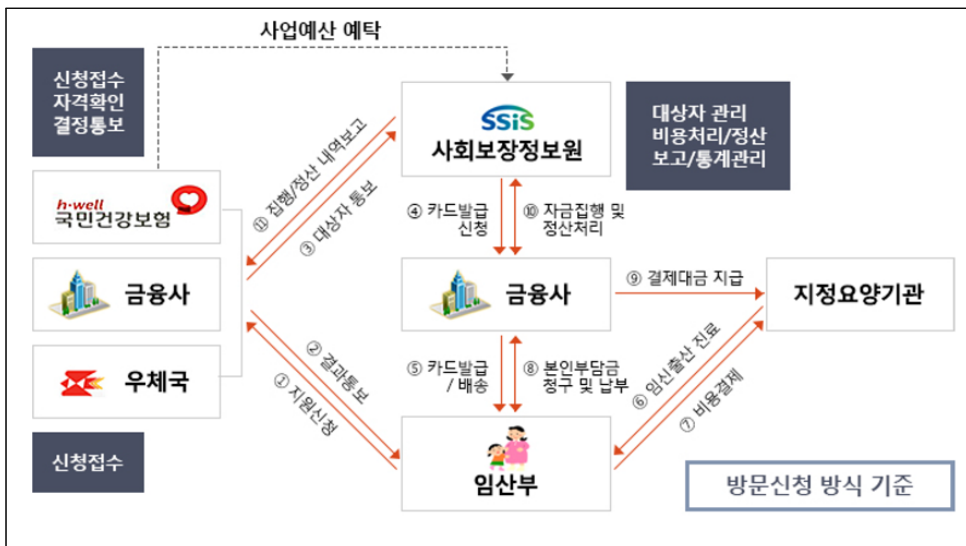 사업예산 예탁
신청접수
자격확인
결정통보
SSiS
사회보장정보원
대상자 관리
비용처리/정산
보고/통계관리
h·well
국민건강보험
⑪ 집행/정산 내역보고
③ 대상자 통보
④ 카드발급
신청
⑩ 자금집행 및
정산처리
금융사
금융사
⑨ 결제대금 지급
지정요양기관
우체국
② 결과통보
① 지원신청
⑤ 카드발급
/ 배송
⑧ 본인부담금
청구 및 납부
⑥ 임신출산 진료
⑦ 비용결제
신청접수
임산부
방문신청 방식 기준